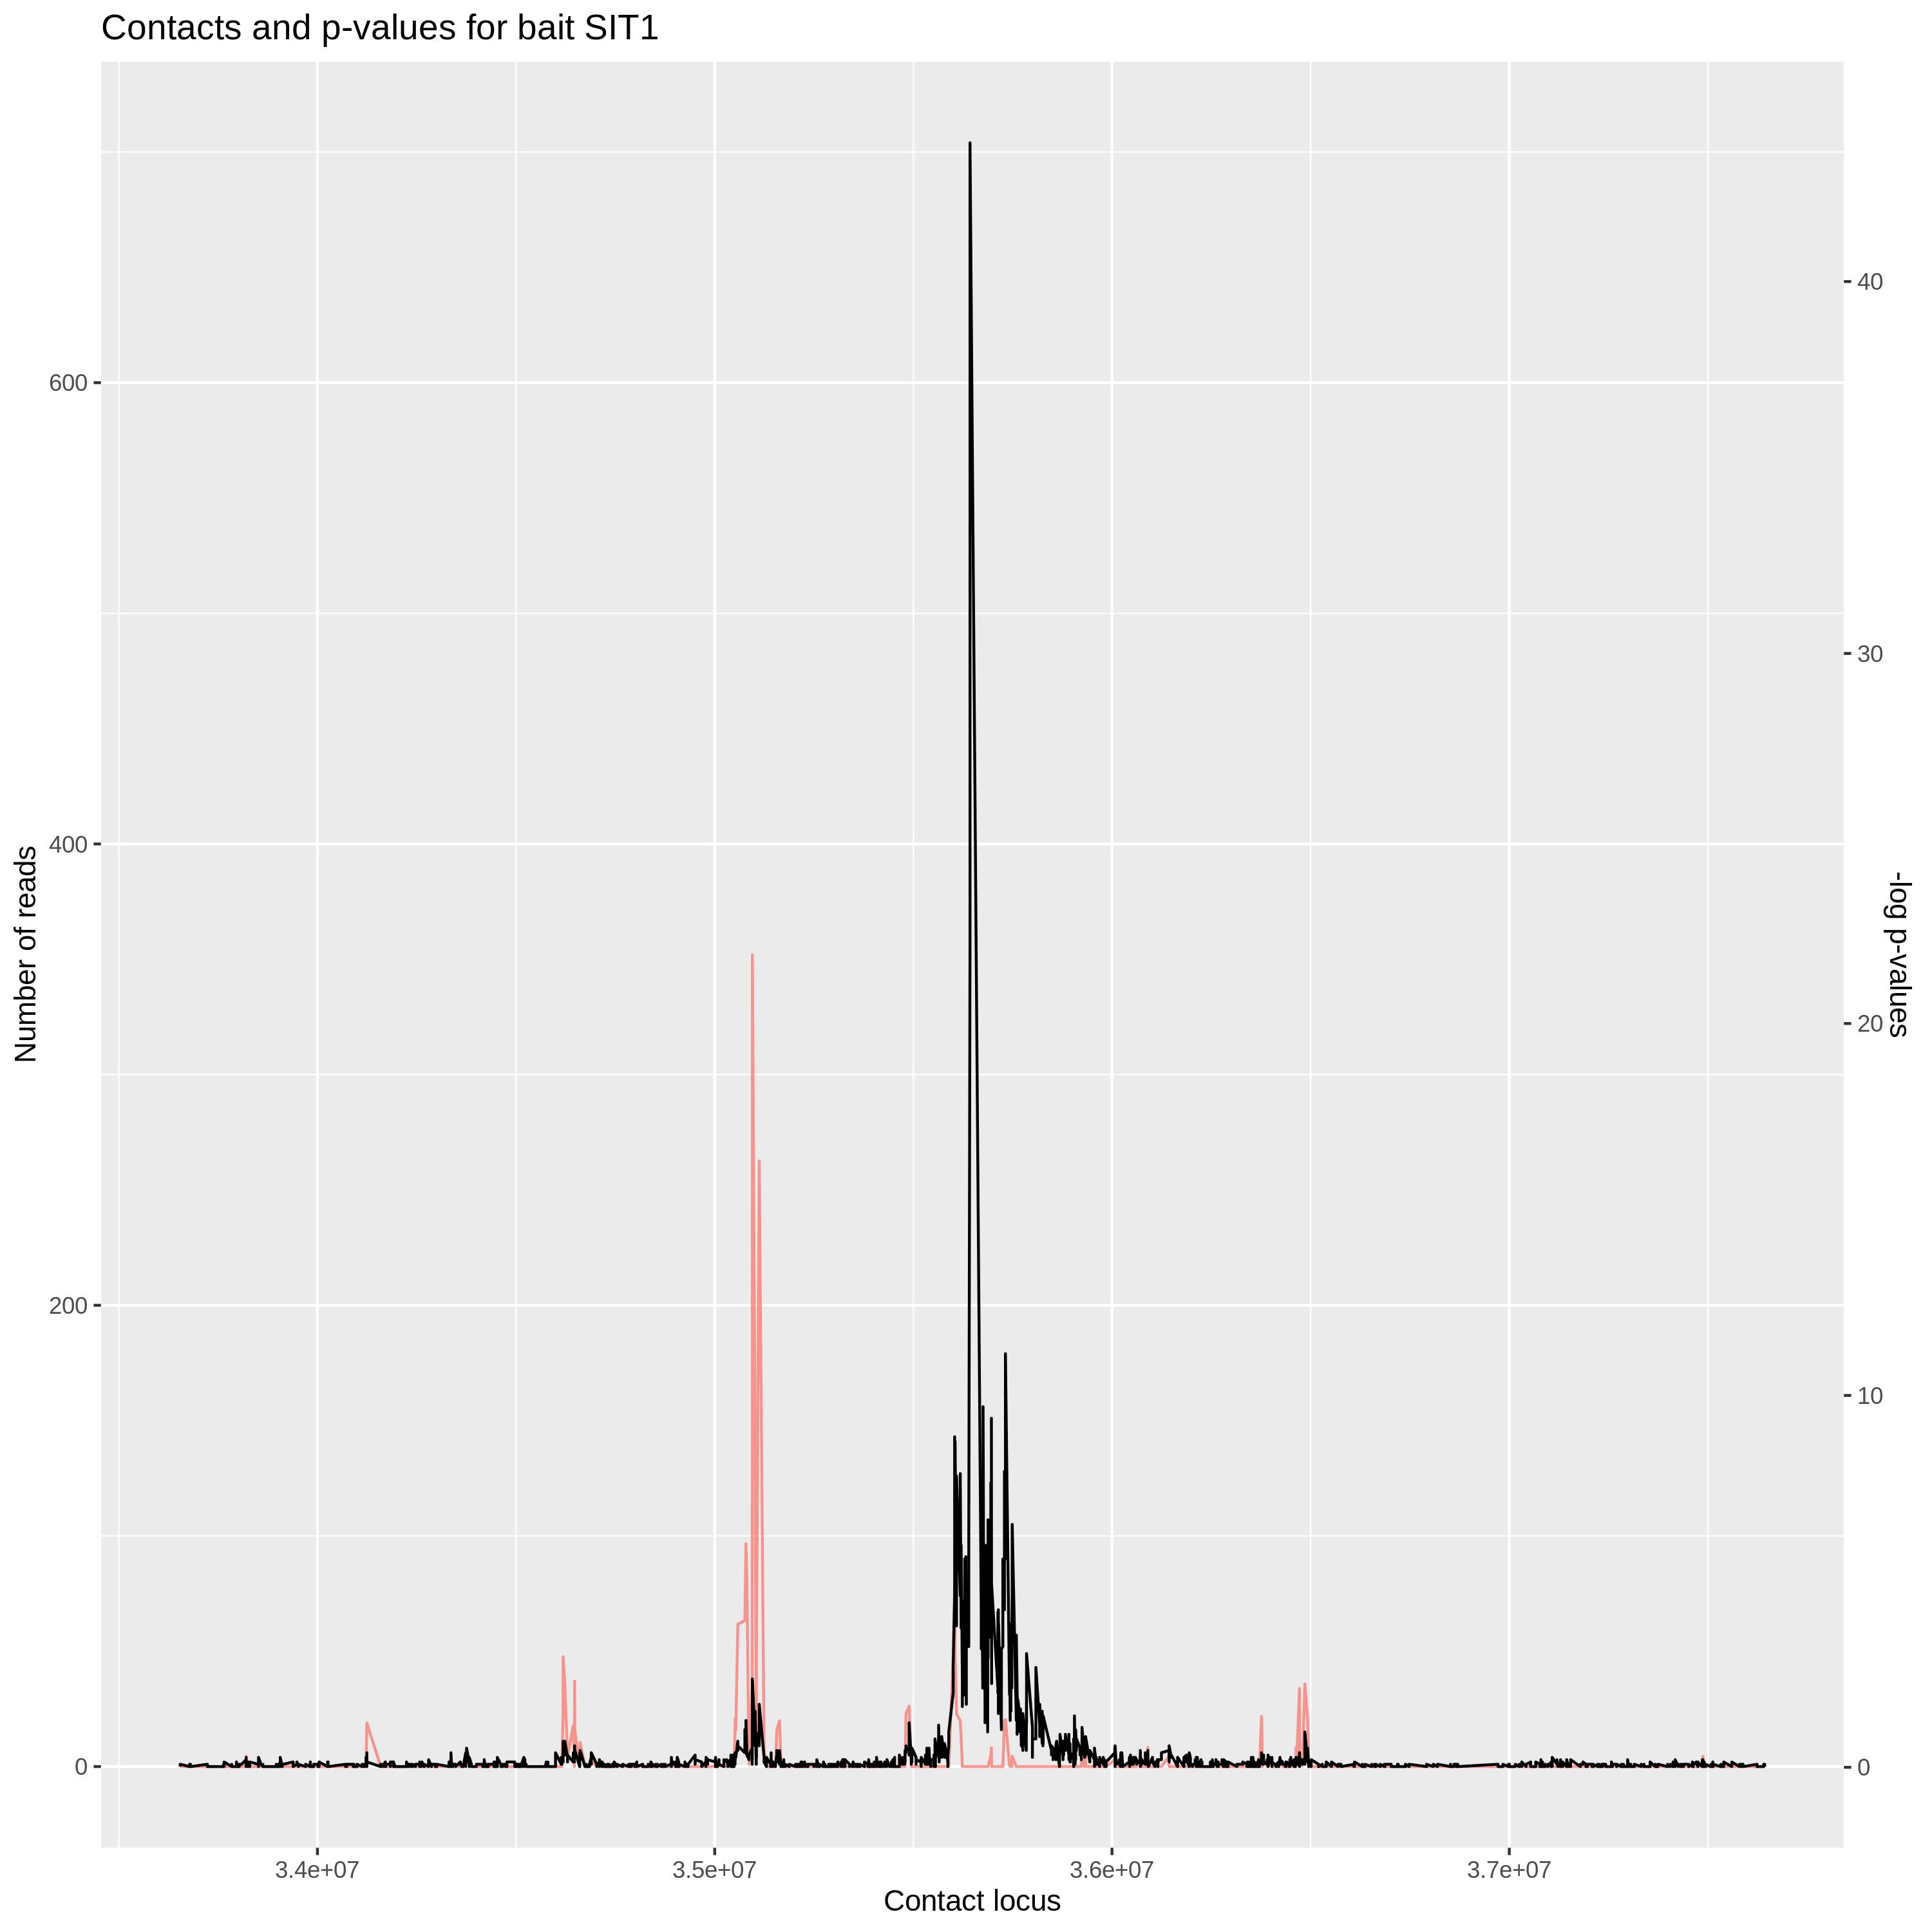 Contacts and p-values for bait SIT1
Number of reads
600
400
200
0
40
30
20
10
0
-log p-values
3.4e+07
3.5e+07
3.6e+07
3.7e+07
Contact locus